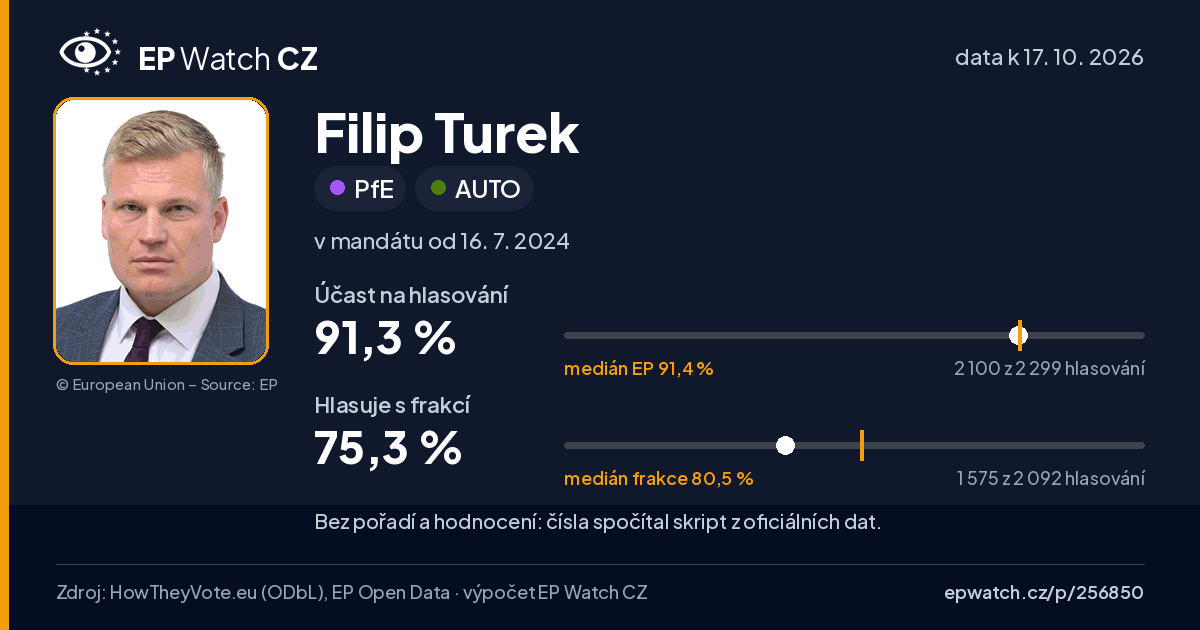 EP Watch CZ
data k 17. 10. 2026
Filip Turek
PfE
AUTO
v mandátu od 16. 7. 2024
© European Union – Source: EP
Účast na hlasování
91,3 %
medián EP 91,4 %
2 100 z 2 299 hlasování
Hlasuje s frakcí
75,3 %
medián frakce 80,5 %
1 575 z 2 092 hlasování
Bez pořadí a hodnocení: čísla spočítal skript z oficiálních dat.
Zdroj: HowTheyVote.eu (ODbL), EP Open Data · výpočet EP Watch CZ
epwatch.cz/p/256850